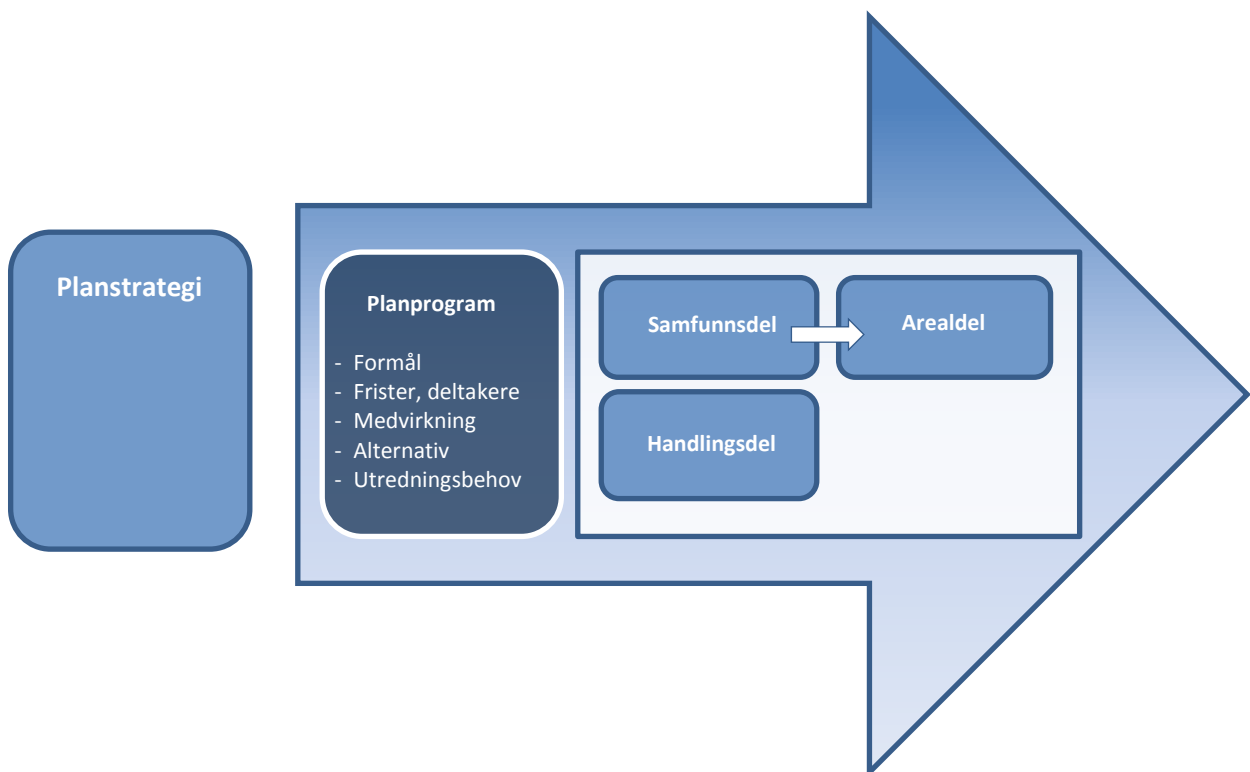 Planstrategi
Planprogram
- Formål
- Frister, deltakere
- Medvirkning
- Alternativ
- Utredningsbehov
Samfunnsdel
Arealdel
Handlingsdel